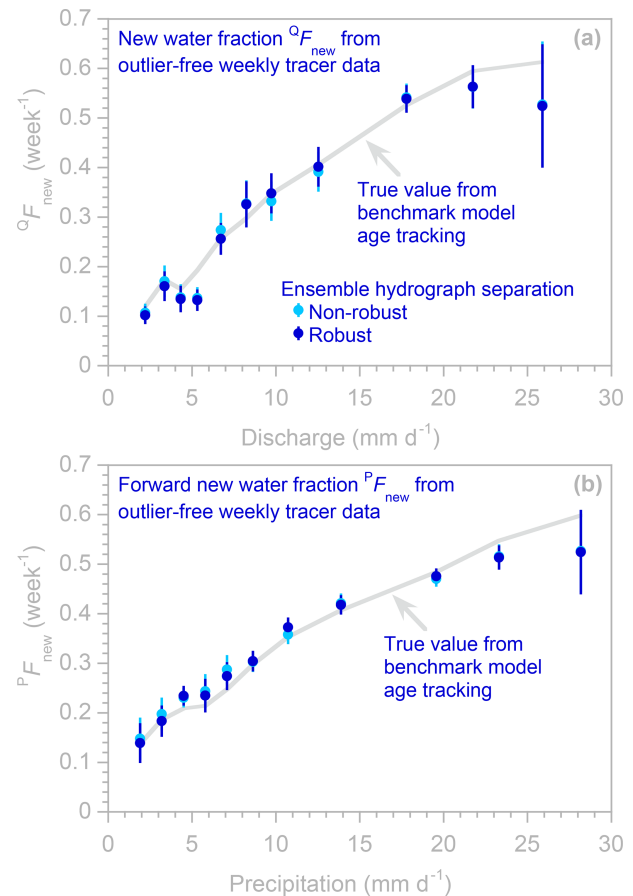 New water fraction QFnew from
outlier-free weekly tracer data
(a)
QFnew (week-1)
0.7
0.6
0.5
0.4
0.3
0.2
0.1
0
True value from
benchmark model
age tracking
Ensemble hydrograph separation
Non-robust
Robust
0 5 10 15 20 25 30
Discharge (mm d-1)
Forward new water fraction PFnew from
outlier-free weekly tracer data
(b)
PFnew (week-1)
0.7
0.6
0.5
0.4
0.3
0.2
0.1
0
True value from
benchmark model
age tracking
0 5 10 15 20 25 30
Precipitation (mm d-1)